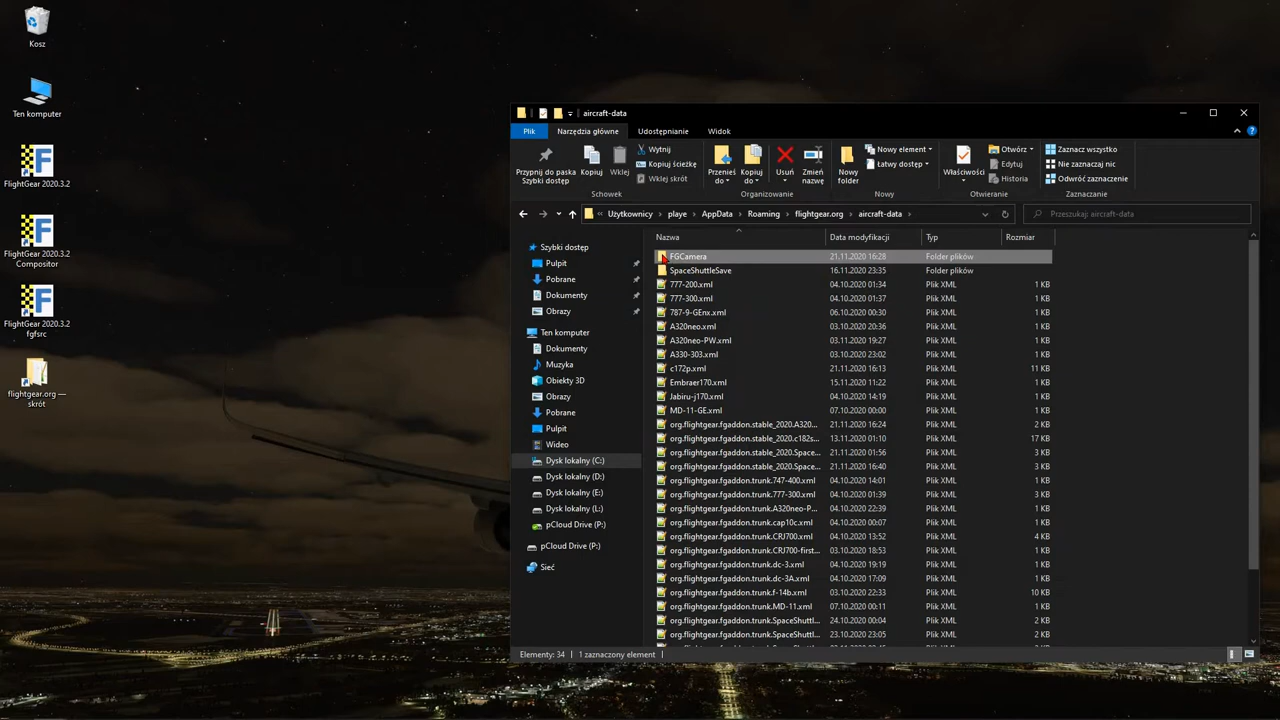 Kosz
Ten komputer
FlightGear 2020.3.2
FlightGear 2020.3.2
Compositor
FlightGear 2020.3.2
fgfsrc
flightgear.org —
skrót
aircraft-data
Plik
Narzędzia główne
Udostępnianie
Widok
Przypnij do paska
Szybki dostęp
Kopiuj
Wklej
Wytnij
Kopiuj ścieżkę
Wklej skrót
Schowek
Przenieś
do
Kopiuj
do
Usuń
Zmień
nazwę
Organizowanie
Nowy
folder
Nowy element
Łatwy dostęp
Nowy
Właściwości
Otwórz
Edytuj
Historia
Otwieranie
Zaznacz wszystko
Nie zaznaczaj nic
Odwróć zaznaczenie
Zaznaczanie
« Użytkownicy › playe › AppData › Roaming › flightgear.org › aircraft-data ›
Przeszukaj: aircraft-data
Szybki dostęp
Pulpit
Pobrane
Dokumenty
Obrazy
Ten komputer
Dokumenty
Muzyka
Obiekty 3D
Obrazy
Pobrane
Pulpit
Wideo
Dysk lokalny (C:)
Dysk lokalny (D:)
Dysk lokalny (E:)
Dysk lokalny (L:)
pCloud Drive (P:)
pCloud Drive (P:)
Sieć
Nazwa Data modyfikacji Typ Rozmiar
FGCamera 21.11.2020 16:28 Folder plików
SpaceShuttleSave 16.11.2020 23:35 Folder plików
777-200.xml 04.10.2020 01:34 Plik XML 1 KB
777-300.xml 04.10.2020 01:37 Plik XML 1 KB
787-9-GEnx.xml 06.10.2020 00:30 Plik XML 1 KB
A320neo.xml 03.10.2020 20:36 Plik XML 1 KB
A320neo-PW.xml 03.11.2020 19:27 Plik XML 1 KB
A330-303.xml 03.10.2020 23:02 Plik XML 1 KB
c172p.xml 21.11.2020 16:13 Plik XML 11 KB
Embraer170.xml 15.11.2020 11:22 Plik XML 1 KB
Jabiru-j170.xml 04.10.2020 14:19 Plik XML 1 KB
MD-11-GE.xml 07.10.2020 00:00 Plik XML 1 KB
org.flightgear.fgaddon.stable_2020.A320... 21.11.2020 16:24 Plik XML 2 KB
org.flightgear.fgaddon.stable_2020.c182s... 13.11.2020 01:10 Plik XML 17 KB
org.flightgear.fgaddon.stable_2020.Space... 21.11.2020 01:56 Plik XML 3 KB
org.flightgear.fgaddon.stable_2020.Space... 21.11.2020 16:40 Plik XML 3 KB
org.flightgear.fgaddon.trunk.747-400.xml 04.10.2020 14:01 Plik XML 1 KB
org.flightgear.fgaddon.trunk.777-300.xml 04.10.2020 01:39 Plik XML 3 KB
org.flightgear.fgaddon.trunk.A320neo-P... 04.10.2020 22:39 Plik XML 1 KB
org.flightgear.fgaddon.trunk.cap10c.xml 04.10.2020 00:07 Plik XML 1 KB
org.flightgear.fgaddon.trunk.CRJ700.xml 04.10.2020 13:52 Plik XML 4 KB
org.flightgear.fgaddon.trunk.CRJ700-first... 03.10.2020 18:53 Plik XML 1 KB
org.flightgear.fgaddon.trunk.dc-3.xml 04.10.2020 19:19 Plik XML 1 KB
org.flightgear.fgaddon.trunk.dc-3A.xml 04.10.2020 17:09 Plik XML 1 KB
org.flightgear.fgaddon.trunk.f-14b.xml 03.10.2020 22:33 Plik XML 10 KB
org.flightgear.fgaddon.trunk.MD-11.xml 07.10.2020 00:11 Plik XML 1 KB
org.flightgear.fgaddon.trunk.SpaceShuttl... 24.10.2020 00:04 Plik XML 2 KB
org.flightgear.fgaddon.trunk.SpaceShuttl... 23.10.2020 23:05 Plik XML 2 KB
Elementy: 34
1 zaznaczony element